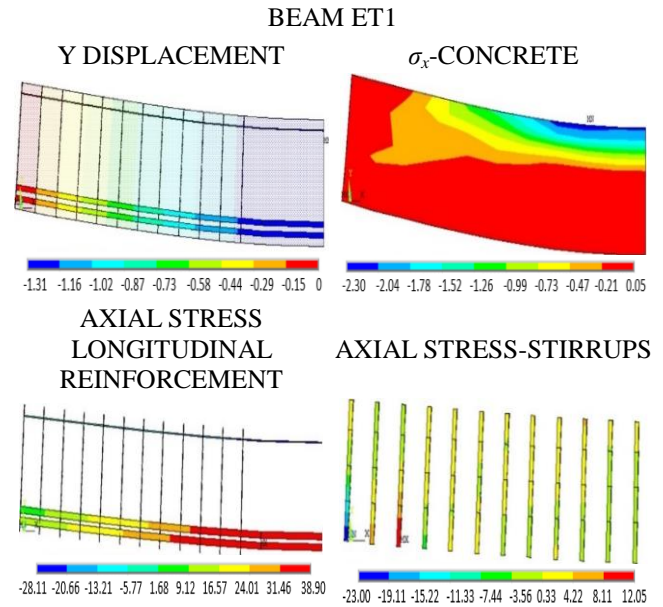 BEAM ET1
Y DISPLACEMENT
-1.31 -1.16 -1.02 -0.87 -0.73 -0.58 -0.44 -0.29 -0.15 0
σx-CONCRETE
-2.30 -2.04 -1.78 -1.52 -1.26 -0.99 -0.73 -0.47 -0.21 0.05
AXIAL STRESS
LONGITUDINAL
REINFORCEMENT
-28.11 -20.66 -13.21 -5.77 1.68 9.12 16.57 24.01 31.46 38.90
AXIAL STRESS-STIRRUPS
X
-23.00 -19.11 -15.22 -11.33 -7.44 -3.56 0.33 4.22 8.11 12.05